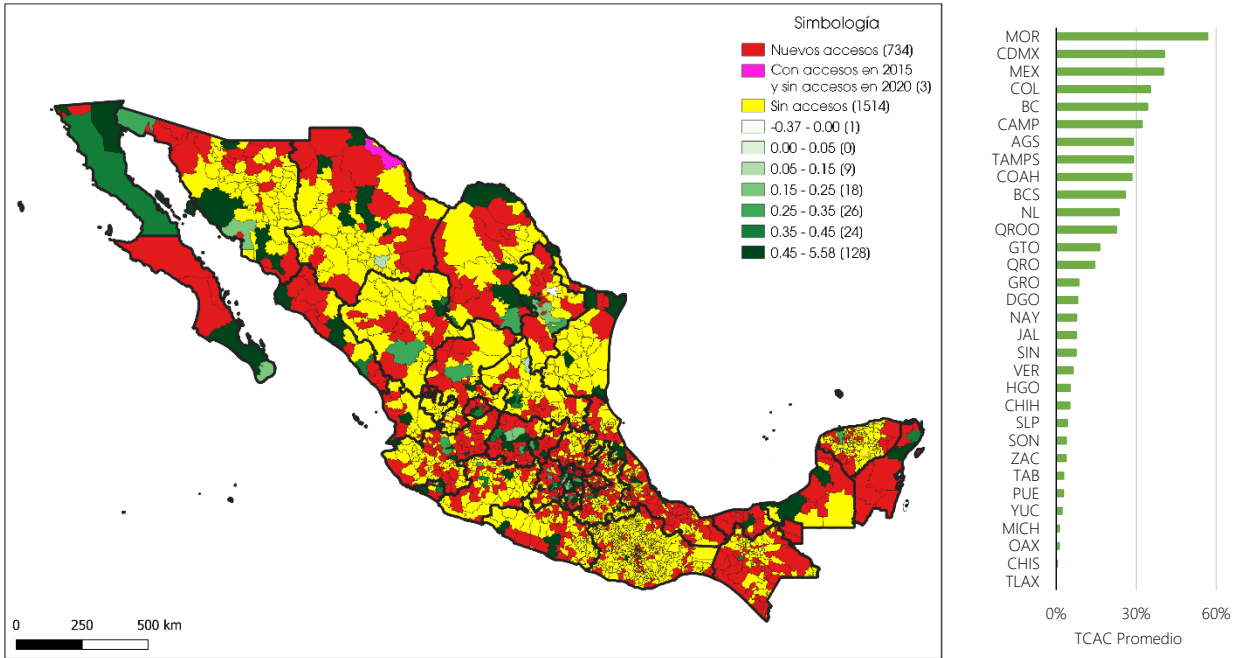 Simbología
Nuevos accesos (734)
Con accesos en 2015
y sin accesos en 2020 (3)
Sin accesos (1514)
-0.37 - 0.00 (1)
0.00 - 0.05 (0)
0.05 - 0.15 (9)
0.15 - 0.25 (18)
0.25 - 0.35 (26)
0.35 - 0.45 (24)
0.45 - 5.58 (128)
0 250 500 km
MOR
CDMX
MEX
COL
BC
CAMP
AGS
TAMPS
COAH
BCS
NL
QROO
GTO
QRO
GRO
DGO
NAY
JAL
SIN
VER
HGO
CHIH
SLP
SON
ZAC
TAB
PUE
YUC
MICH
OAX
CHIS
TLAX
0% 30% 60%
TCAC Promedio